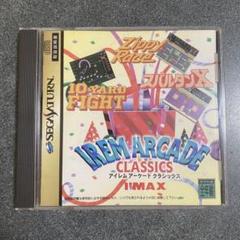 Zippy
Race
スパルタンX
10-YARD
FIGHT
SEGA SATURN
IREM ARCADE
CLASSICS
アイレム アーケード クラシックス
I'MAX